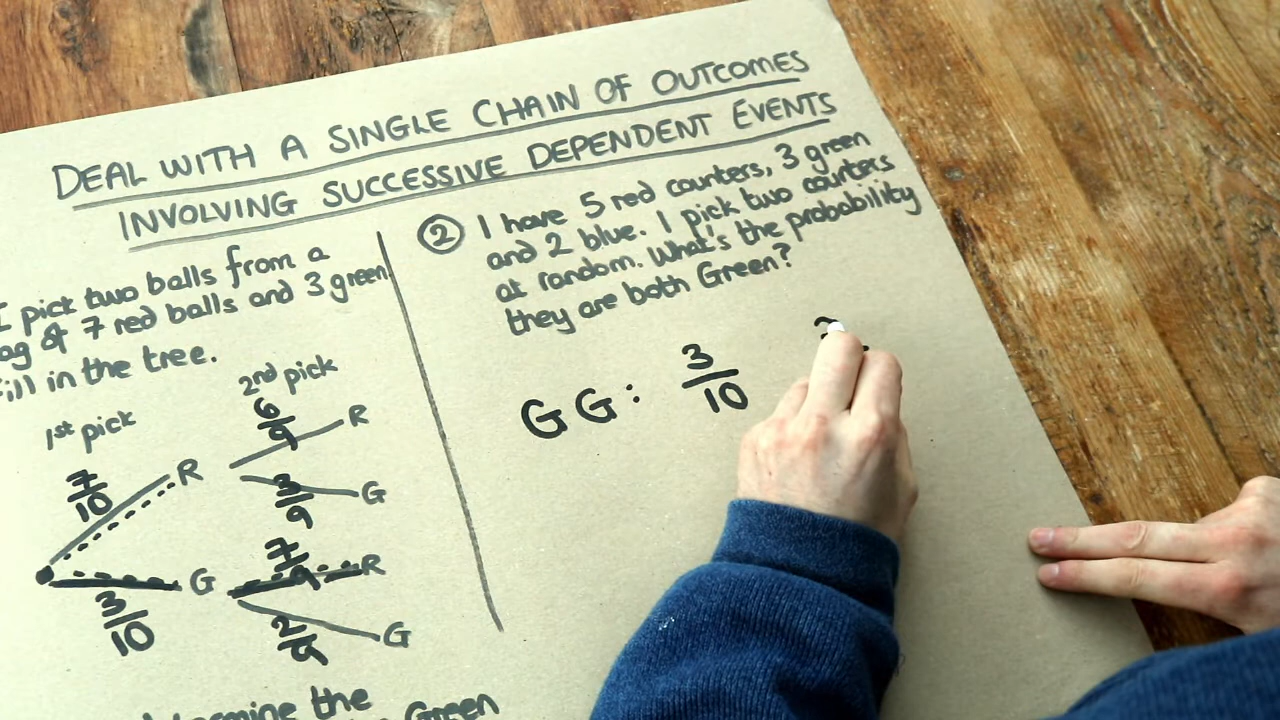 DEAL WITH A SINGLE CHAIN OF OUTCOMES
INVOLVING SUCCESSIVE DEPENDENT EVENTS
I pick two balls from a
of 7 red balls and 3 green
in the tree.
1st pick
2nd pick
7/10
R
3/10
G
6/9
R
3/9
G
7/9
R
2/9
G
the
Green
2
I have 5 red counters, 3 green
and 2 blue. I pick two counters
at random. What's the probability
they are both Green?
GG: 3/10